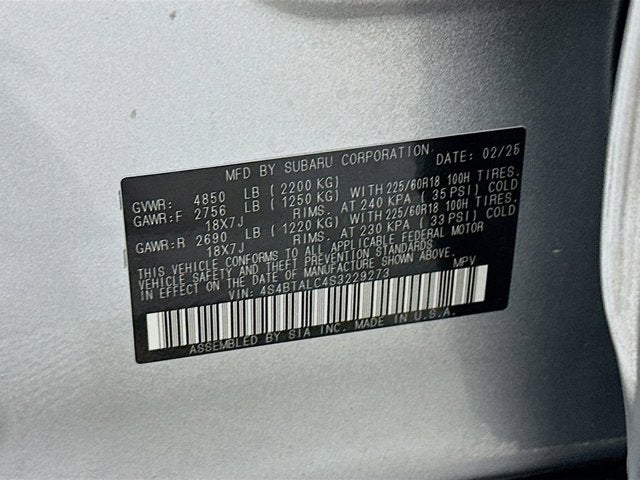 MFD BY SUBARU CORPORATION DATE: 02/25
GVWR: 4850 LB (2200 KG)
GAWR:F 2756 LB (1250 KG) WITH 225/60R18 100H TIRES.
18X7J RIMS. AT 240 KPA (35 PSI) COLD
GAWR:R 2690 LB (1220 KG) WITH 225/60R18 100H TIRES.
18X7J RIMS. AT 230 KPA (33 PSI) COLD
THIS VEHICLE CONFORMS TO ALL APPLICABLE FEDERAL MOTOR
VEHICLE SAFETY AND BUMPER STANDARDS IN EFFECT
ON THE DATE OF MANUFACTURE SHOWN ABOVE.
VIN: 4S4BTALC4S3229273 MPV
ASSEMBLED BY SIA INC. MADE IN U.S.A.